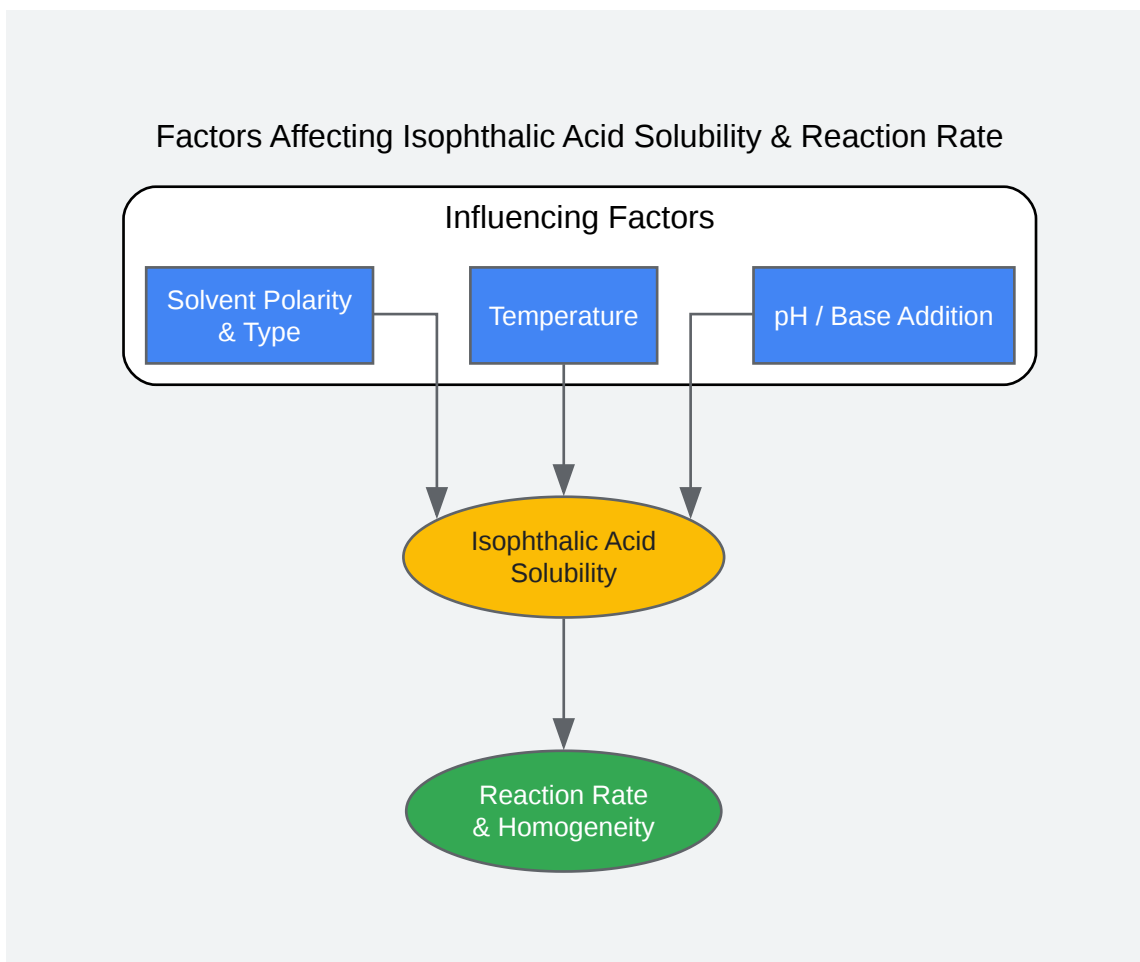 Factors Affecting Isophthalic Acid Solubility & Reaction Rate
Influencing Factors
Solvent Polarity
& Type
Temperature
pH / Base Addition
Isophthalic Acid
Solubility
Reaction Rate
& Homogeneity